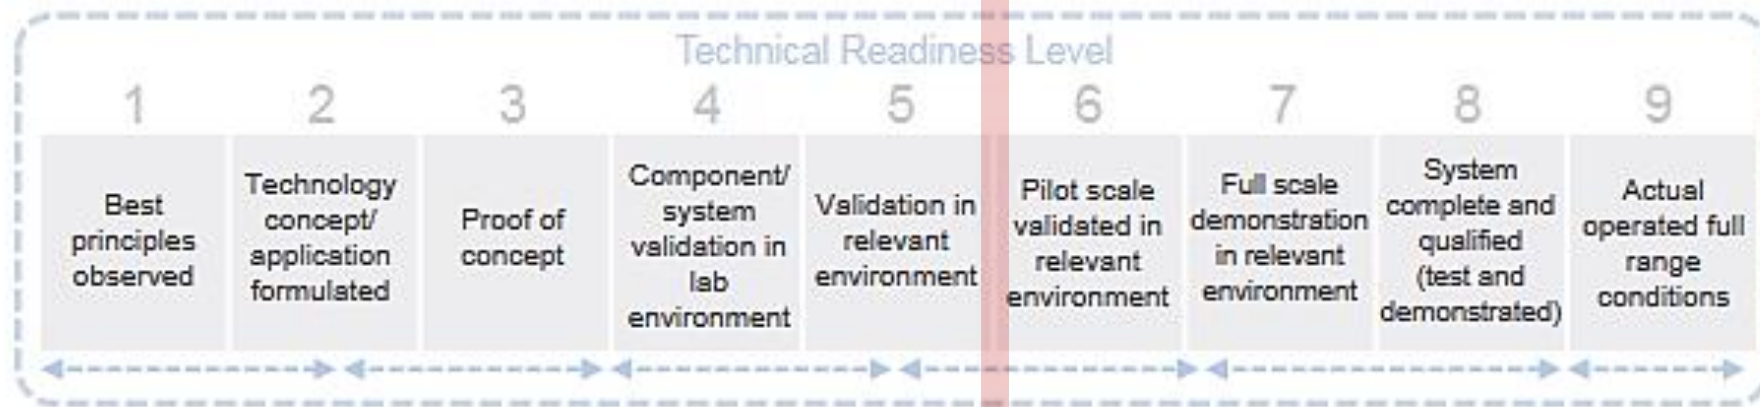 Technical Readiness Level
1
2
3
4
5
6
7
8
9
Best
principles
observed
Technology
concept/
application
formulated
Proof of
concept
Component/
system
validation in
lab
environment
Validation in
relevant
environment
Pilot scale
validated in
relevant
environment
Full scale
demonstration
in relevant
environment
System
complete and
qualified
(test and
demonstrated)
Actual
operated full
range
conditions